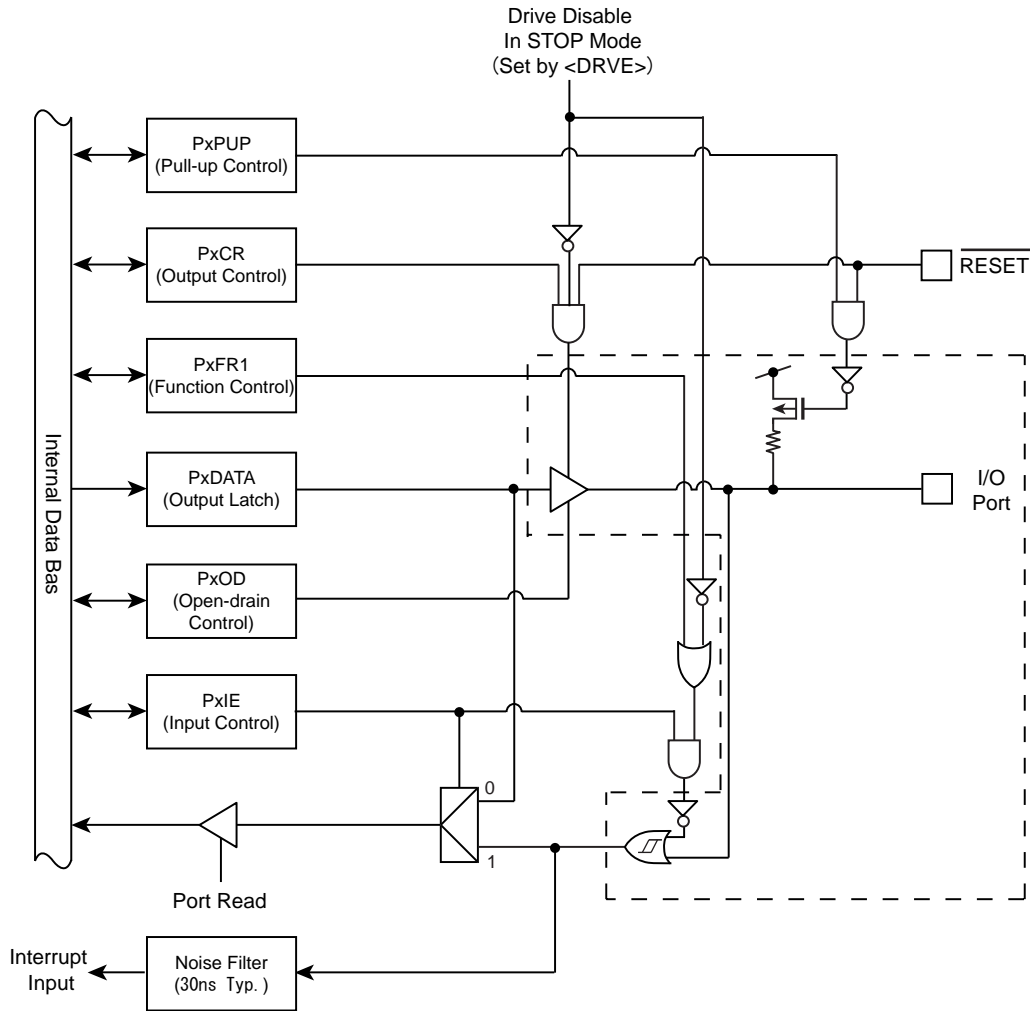 Drive Disable
In STOP Mode
(Set by <DRVE>)
PxPUP
(Pull-up Control)
PxCR
(Output Control)
RESET
PxFR1
(Function Control)
Internal Data Bas
PxDATA
(Output Latch)
I/O
Port
PxOD
(Open-drain
Control)
PxIE
(Input Control)
0
1
Port Read
Interrupt
Input
Noise Filter
(30ns Typ.)